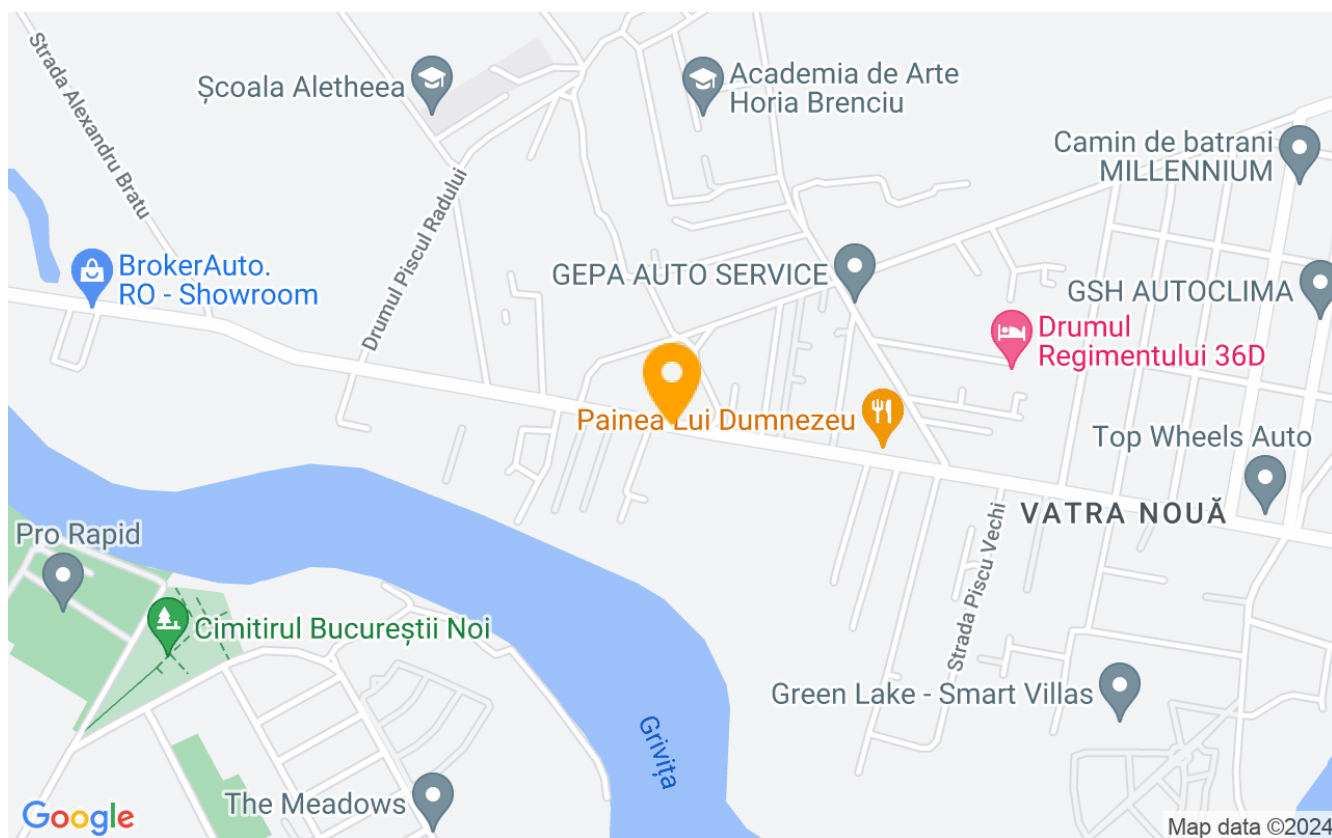 Strada Alexandru Bratu
Școala Aletheea
Academia de Arte
Horia Brenciu
Camin de batrani
MILLENNIUM
Drumul Piscul Radului
BrokerAuto.
RO - Showroom
GEPA AUTO SERVICE
GSH AUTOCLIMA
Drumul
Regimentului 36D
Painea Lui Dumnezeu
Top Wheels Auto
VATRA NOUĂ
Pro Rapid
Strada Piscu Vechi
Cimitirul Bucureștii Noi
Green Lake - Smart Villas
Grivița
The Meadows
Google
Map data ©2024